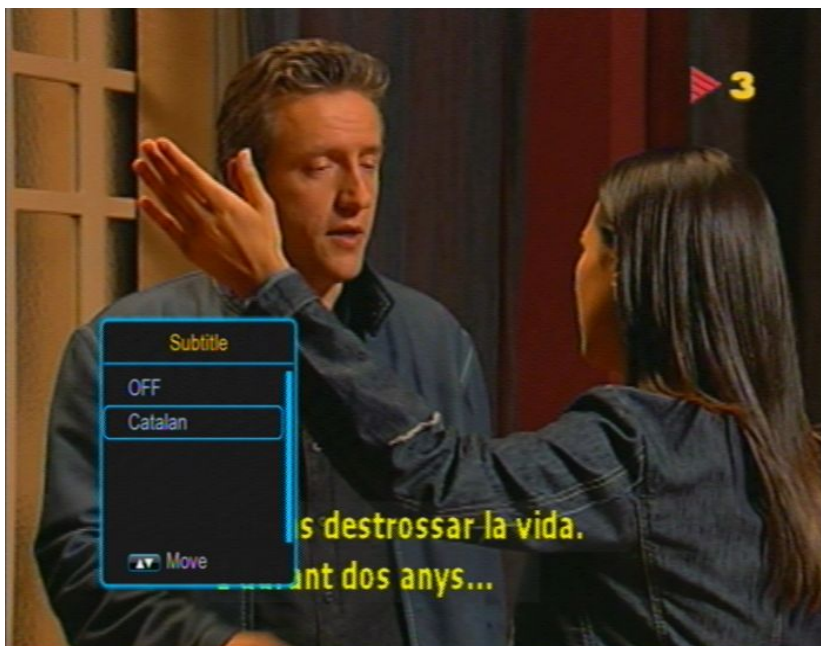 3
Subtitle
OFF
Catalan
Move
destrossar la vida.
dos anys...